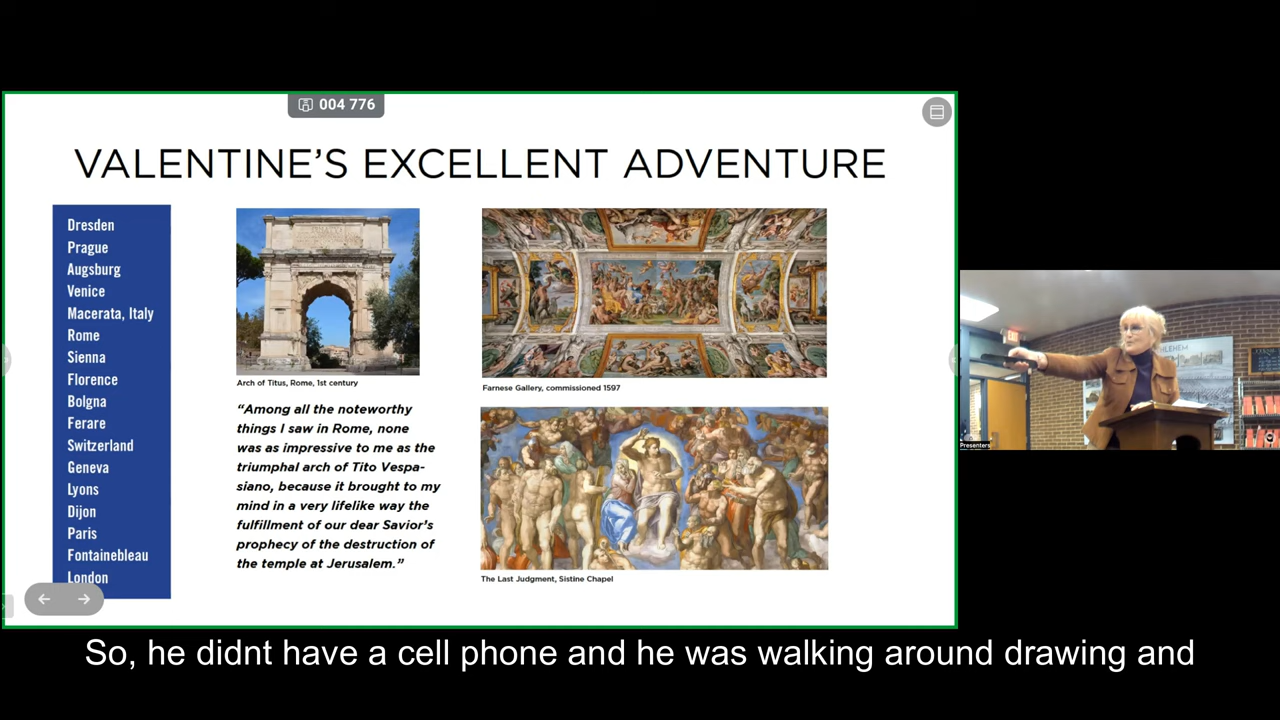 004 776
VALENTINE'S EXCELLENT ADVENTURE
Dresden
Prague
Augsburg
Venice
Macerata, Italy
Rome
Sienna
Florence
Bolgna
Ferare
Switzerland
Geneva
Lyons
Dijon
Paris
Fontainebleau
London
Arch of Titus, Rome, 1st century
“Among all the noteworthy
things I saw in Rome, none
was as impressive to me as the
triumphal arch of Tito Vespa-
siano, because it brought to my
mind in a very lifelike way the
fulfillment of our dear Savior's
prophecy of the destruction of
the temple at Jerusalem.”
Farnese Gallery, commissioned 1597
The Last Judgment, Sistine Chapel
EXIT
LEHEM
Presenters
So, he didnt have a cell phone and he was walking around drawing and